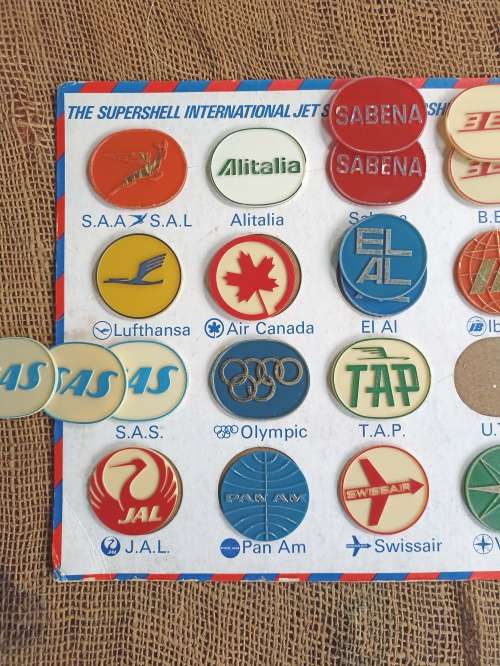 THE SUPERSHELL INTERNATIONAL JET S
SABENA
Alitalia
SABENA
S.A.A S.A.L
Alitalia
B.E
EL
AL
Lufthansa
Air Canada
El Al
Ib
SAS
SAS
SAS
TAP
S.A.S.
Olympic
T.A.P.
U.T
JAL
PAN AM
SWISSAIR
J.A.L.
Pan Am
Swissair
V